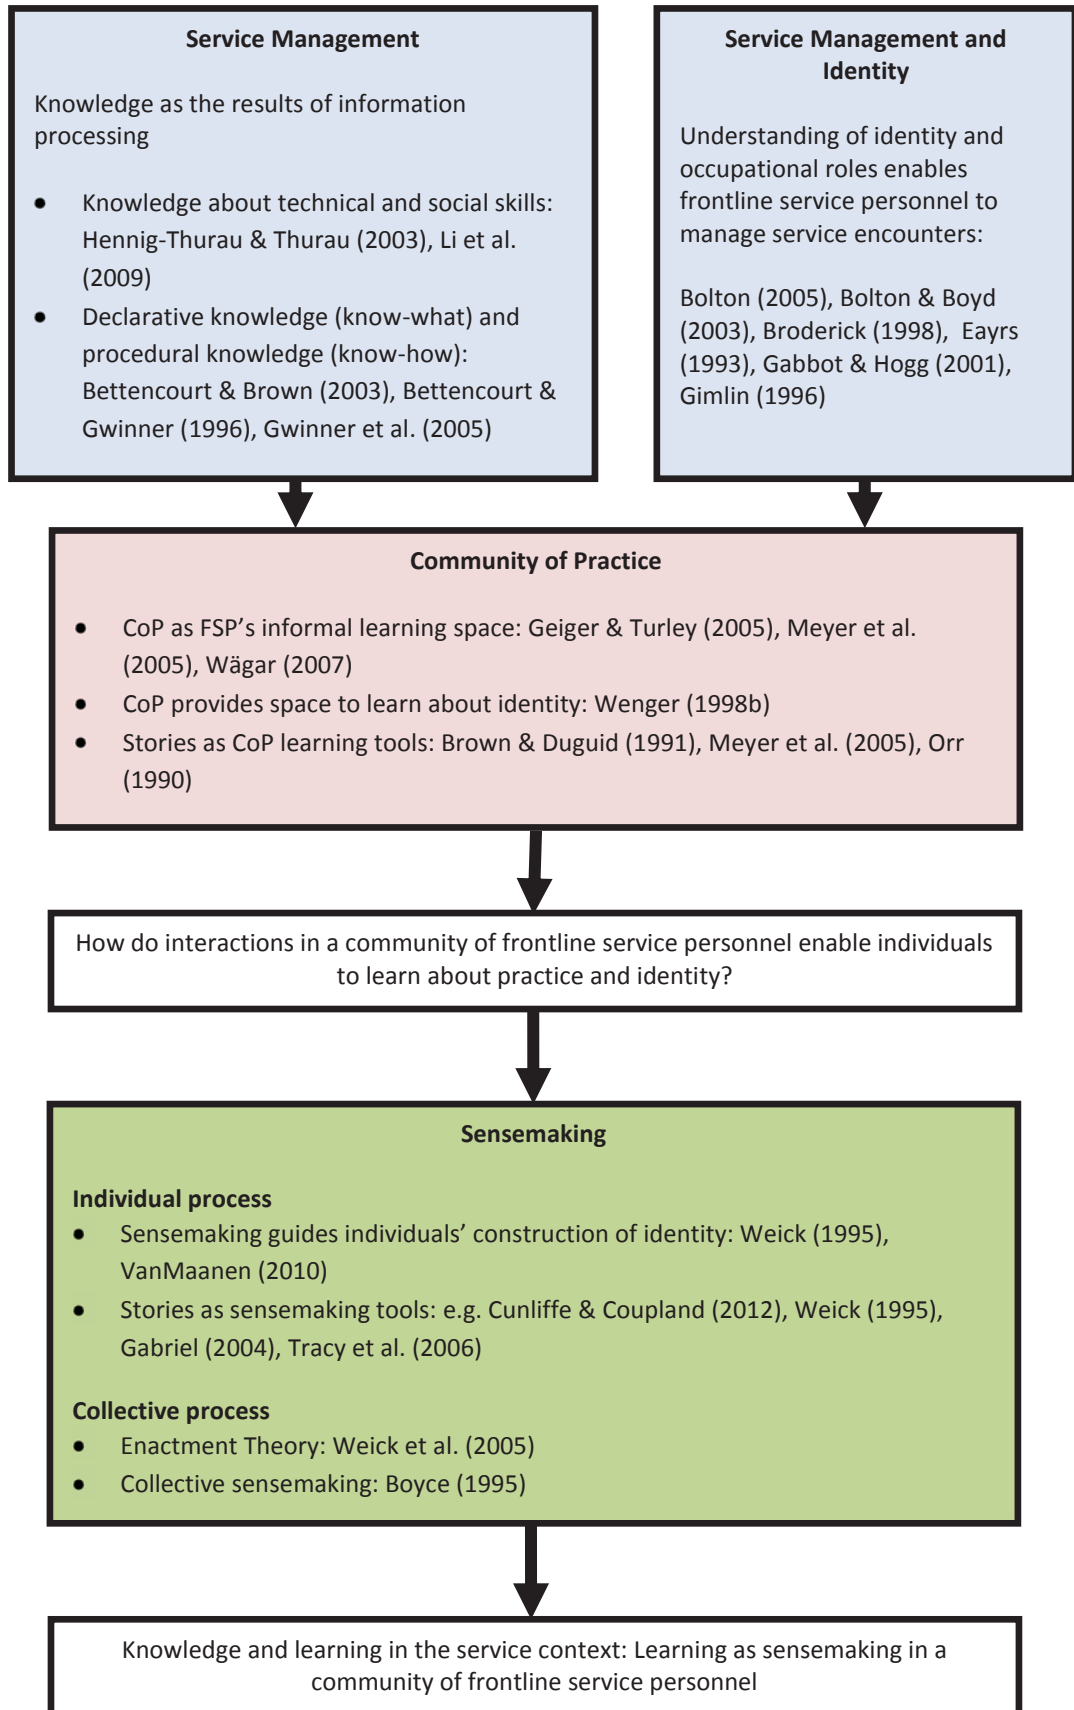 Service Management
Knowledge as the results of information
processing
● Knowledge about technical and social skills:
Hennig-Thurau & Thurau (2003), Li et al.
(2009)
● Declarative knowledge (know-what) and
procedural knowledge (know-how):
Bettencourt & Brown (2003), Bettencourt &
Gwinner (1996), Gwinner et al. (2005)
Service Management and
Identity
Understanding of identity and
occupational roles enables
frontline service personnel to
manage service encounters:
Bolton (2005), Bolton & Boyd
(2003), Broderick (1998), Eayrs
(1993), Gabbot & Hogg (2001),
Gimlin (1996)
Community of Practice
● CoP as FSP’s informal learning space: Geiger & Turley (2005), Meyer et al.
(2005), Wägar (2007)
● CoP provides space to learn about identity: Wenger (1998b)
● Stories as CoP learning tools: Brown & Duguid (1991), Meyer et al. (2005), Orr
(1990)
How do interactions in a community of frontline service personnel enable individuals
to learn about practice and identity?
Sensemaking
Individual process
● Sensemaking guides individuals’ construction of identity: Weick (1995),
VanMaanen (2010)
● Stories as sensemaking tools: e.g. Cunliffe & Coupland (2012), Weick (1995),
Gabriel (2004), Tracy et al. (2006)
Collective process
● Enactment Theory: Weick et al. (2005)
● Collective sensemaking: Boyce (1995)
Knowledge and learning in the service context: Learning as sensemaking in a
community of frontline service personnel